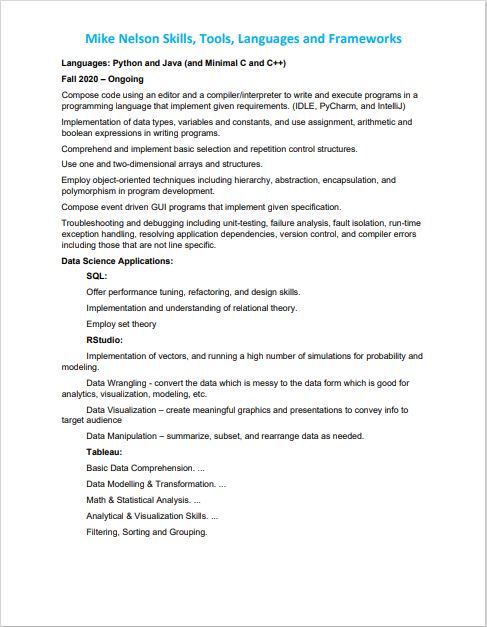 Mike Nelson Skills, Tools, Languages and Frameworks
Languages: Python and Java (and Minimal C and C++)
Fall 2020 – Ongoing
Compose code using an editor and a compiler/interpreter to write and execute programs in a
programming language that implement given requirements. (IDLE, PyCharm, and IntelliJ)
Implementation of data types, variables and constants, and use assignment, arithmetic and
boolean expressions in writing programs.
Comprehend and implement basic selection and repetition control structures.
Use one and two-dimensional arrays and structures.
Employ object-oriented techniques including hierarchy, abstraction, encapsulation, and
polymorphism in program development.
Compose event driven GUI programs that implement given specification.
Troubleshooting and debugging including unit-testing, failure analysis, fault isolation, run-time
exception handling, resolving application dependencies, version control, and compiler errors
including those that are not line specific.
Data Science Applications:
SQL:
Offer performance tuning, refactoring, and design skills.
Implementation and understanding of relational theory.
Employ set theory
RStudio:
Implementation of vectors, and running a high number of simulations for probability and
modeling.
Data Wrangling - convert the data which is messy to the data form which is good for
analytics, visualization, modeling, etc.
Data Visualization – create meaningful graphics and presentations to convey info to
target audience
Data Manipulation – summarize, subset, and rearrange data as needed.
Tableau:
Basic Data Comprehension. ...
Data Modelling & Transformation. ...
Math & Statistical Analysis. ...
Analytical & Visualization Skills. ...
Filtering, Sorting and Grouping.